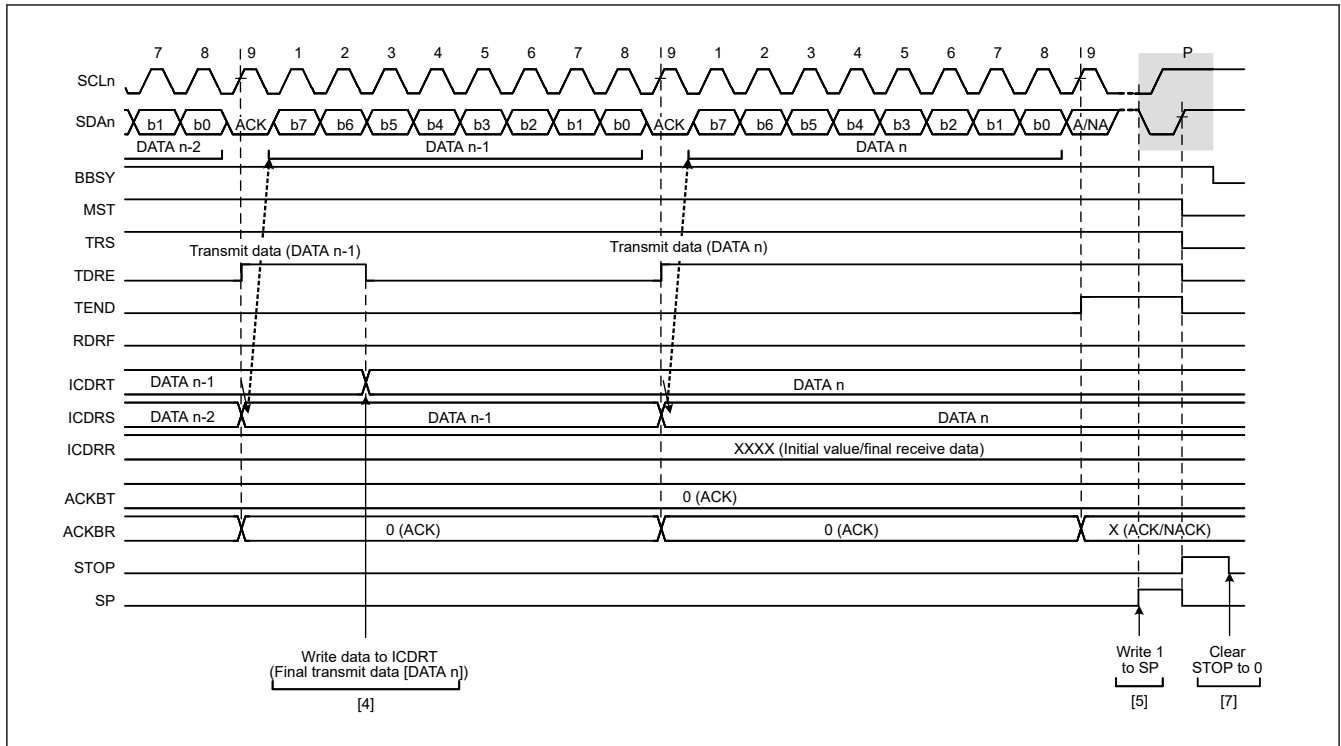 7 8 9 1 2 3 4 5 6 7 8 9 1 2 3 4 5 6 7 8 9 P
SCLn
SDAn b1 b0 ACK b7 b6 b5 b4 b3 b2 b1 b0 ACK b7 b6 b5 b4 b3 b2 b1 b0 A/NA
DATA n-2 DATA n-1 DATA n
BBSY
MST
TRS
Transmit data (DATA n-1) Transmit data (DATA n)
TDRE
TEND
RDRF
ICDRT DATA n-1 DATA n
ICDRS DATA n-2 DATA n-1 DATA n
ICDRR XXXX (Initial value/final receive data)
ACKBT 0 (ACK)
ACKBR 0 (ACK) 0 (ACK) X (ACK/NACK)
STOP
SP
Write data to ICDRT
(Final transmit data [DATA n])
[4]
Write 1
to SP
[5]
Clear
STOP to 0
[7]